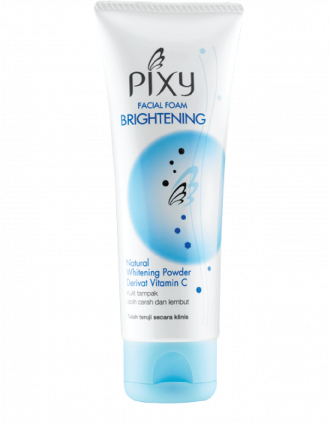 PIXY
FACIAL FOAM
BRIGHTENING
Natural
Whitening Powder
Derivat Vitamin C
Kulit tampak
lebih cerah dan lembut
Telah teruji secara klinis